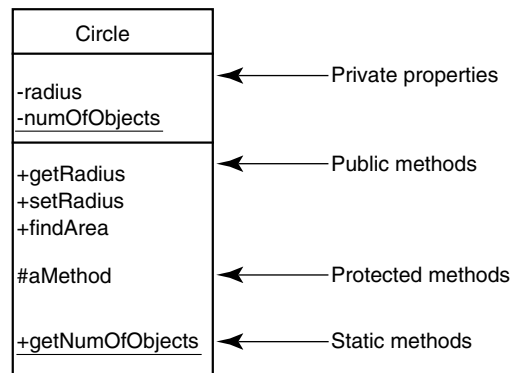 Circle
-radius
-numOfObjects
+getRadius
+setRadius
+findArea
#aMethod
+getNumOfObjects
Private properties
Public methods
Protected methods
Static methods